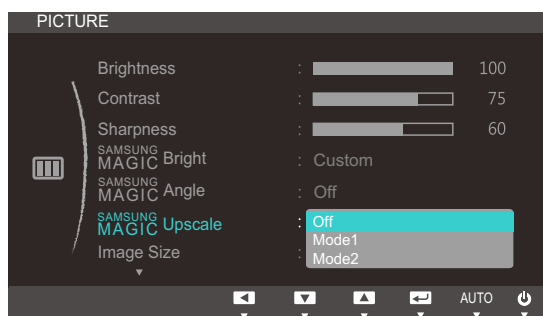 PICTURE
Brightness : 100
Contrast : 75
Sharpness : 60
SAMSUNG MAGIC Bright : Custom
SAMSUNG MAGIC Angle : Off
SAMSUNG MAGIC Upscale : Off
Mode1
Image Size : Mode2
AUTO